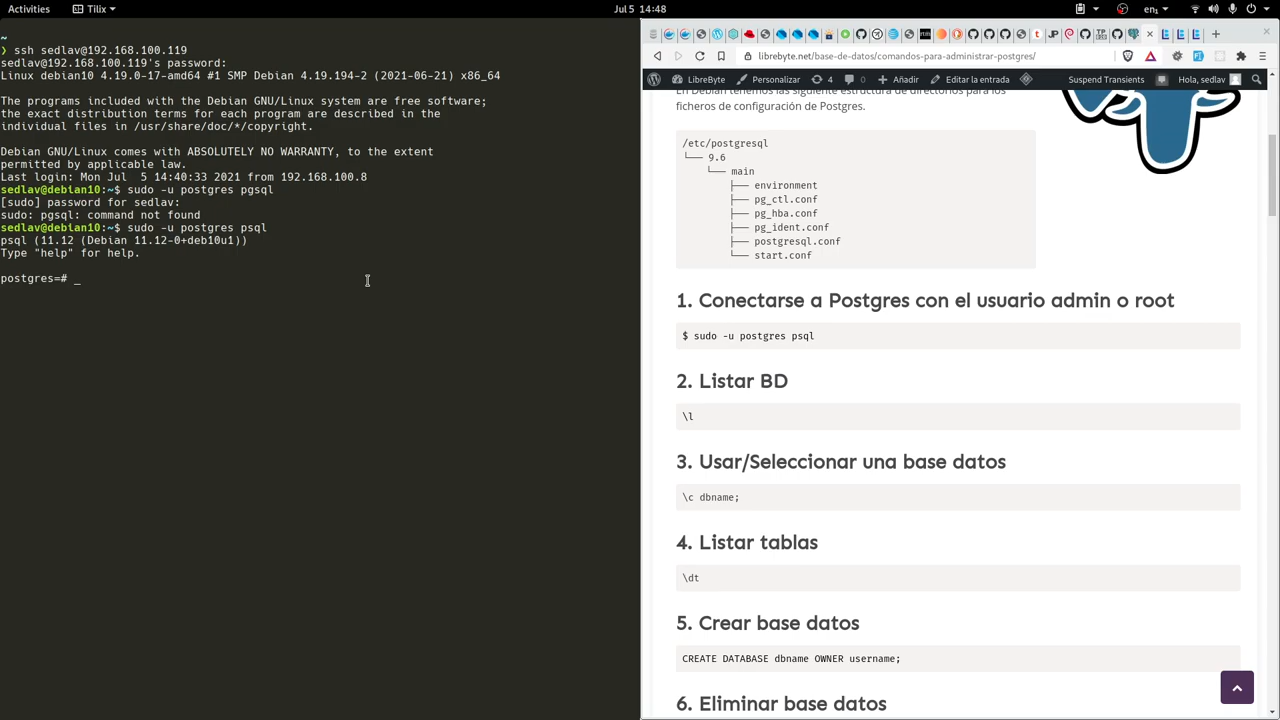 Activities
Tilix
Jul 5 14:48
en₁
~
❯ ssh sedlav@192.168.100.119
sedlav@192.168.100.119's password:
Linux debian10 4.19.0-17-amd64 #1 SMP Debian 4.19.194-2 (2021-06-21) x86_64
The programs included with the Debian GNU/Linux system are free software;
the exact distribution terms for each program are described in the
individual files in /usr/share/doc/*/copyright.
Debian GNU/Linux comes with ABSOLUTELY NO WARRANTY, to the extent
permitted by applicable law.
Last login: Mon Jul  5 14:40:33 2021 from 192.168.100.8
sedlav@debian10:~$ sudo -u postgres pgsql
[sudo] password for sedlav:
sudo: pgsql: command not found
sedlav@debian10:~$ sudo -u postgres psql
psql (11.12 (Debian 11.12-0+deb10u1))
Type "help" for help.
postgres=# _
librebyte.net/base-de-datos/comandos-para-administrar-postgres/
LibreByte
Personalizar
4
0
Añadir
Editar la entrada
Suspend Transients
Hola, sedlav
En Debian tenemos las siguiente estructura de directorios para los
ficheros de configuración de Postgres.
/etc/postgresql
└── 9.6
└── main
├── environment
├── pg_ctl.conf
├── pg_hba.conf
├── pg_ident.conf
├── postgresql.conf
└── start.conf
1. Conectarse a Postgres con el usuario admin o root
$ sudo -u postgres psql
2. Listar BD
\l
3. Usar/Seleccionar una base datos
\c dbname;
4. Listar tablas
\dt
5. Crear base datos
CREATE DATABASE dbname OWNER username;
6. Eliminar base datos